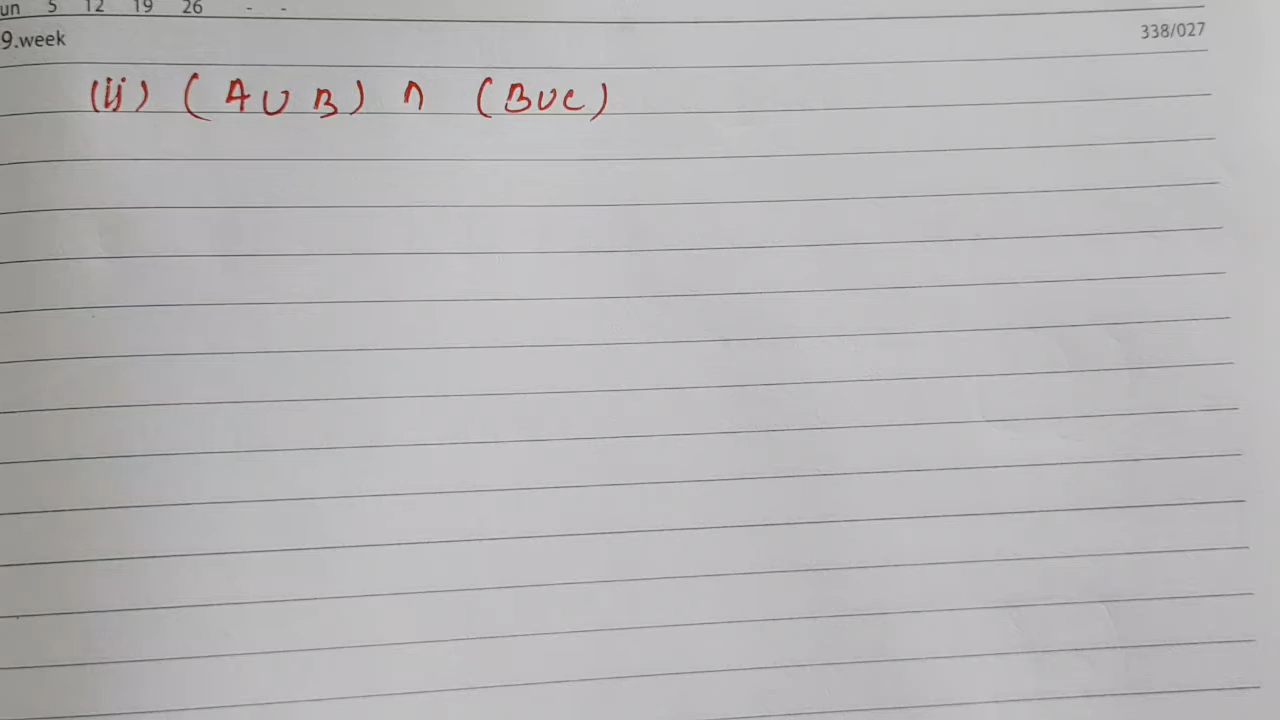 un 5 12 19 26 - -
9.week 338/027
(ii) (A ∪ B) ∩ (B∪C)